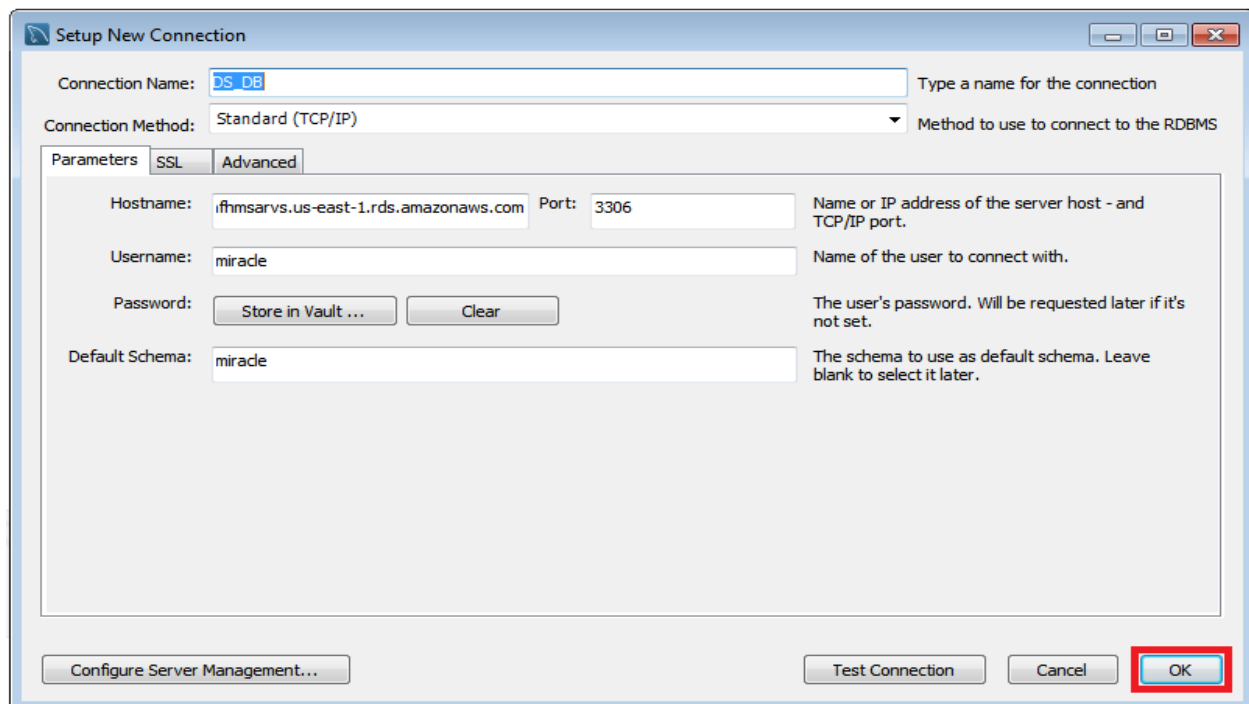 Setup New Connection
Connection Name: DS_DB Type a name for the connection
Connection Method: Standard (TCP/IP) Method to use to connect to the RDBMS
Parameters SSL Advanced
Hostname: fhmsarvs.us-east-1.rds.amazonaws.com Port: 3306 Name or IP address of the server host - and
TCP/IP port.
Username: miracle Name of the user to connect with.
Password: Store in Vault ... Clear The user's password. Will be requested later if it's
not set.
Default Schema: miracle The schema to use as default schema. Leave
blank to select it later.
Configure Server Management... Test Connection Cancel OK